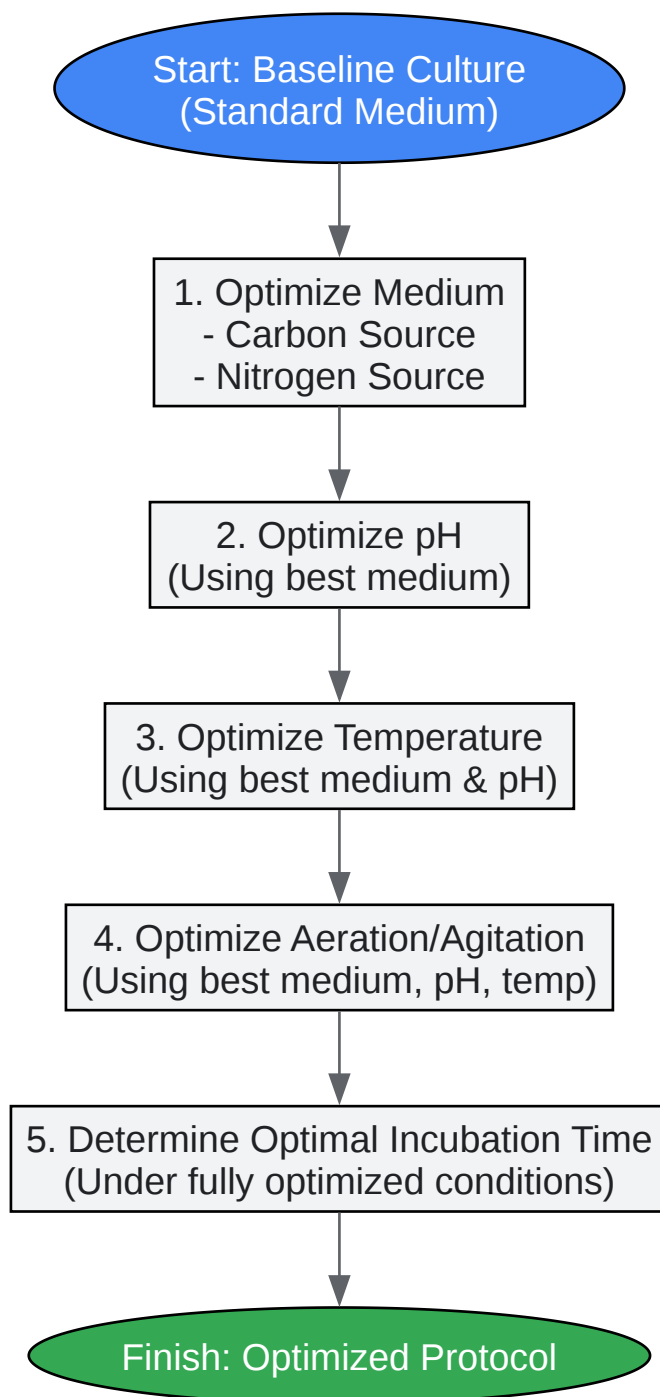 Start: Baseline Culture
(Standard Medium)
1. Optimize Medium
- Carbon Source
- Nitrogen Source
2. Optimize pH
(Using best medium)
3. Optimize Temperature
(Using best medium & pH)
4. Optimize Aeration/Agitation
(Using best medium, pH, temp)
5. Determine Optimal Incubation Time
(Under fully optimized conditions)
Finish: Optimized Protocol